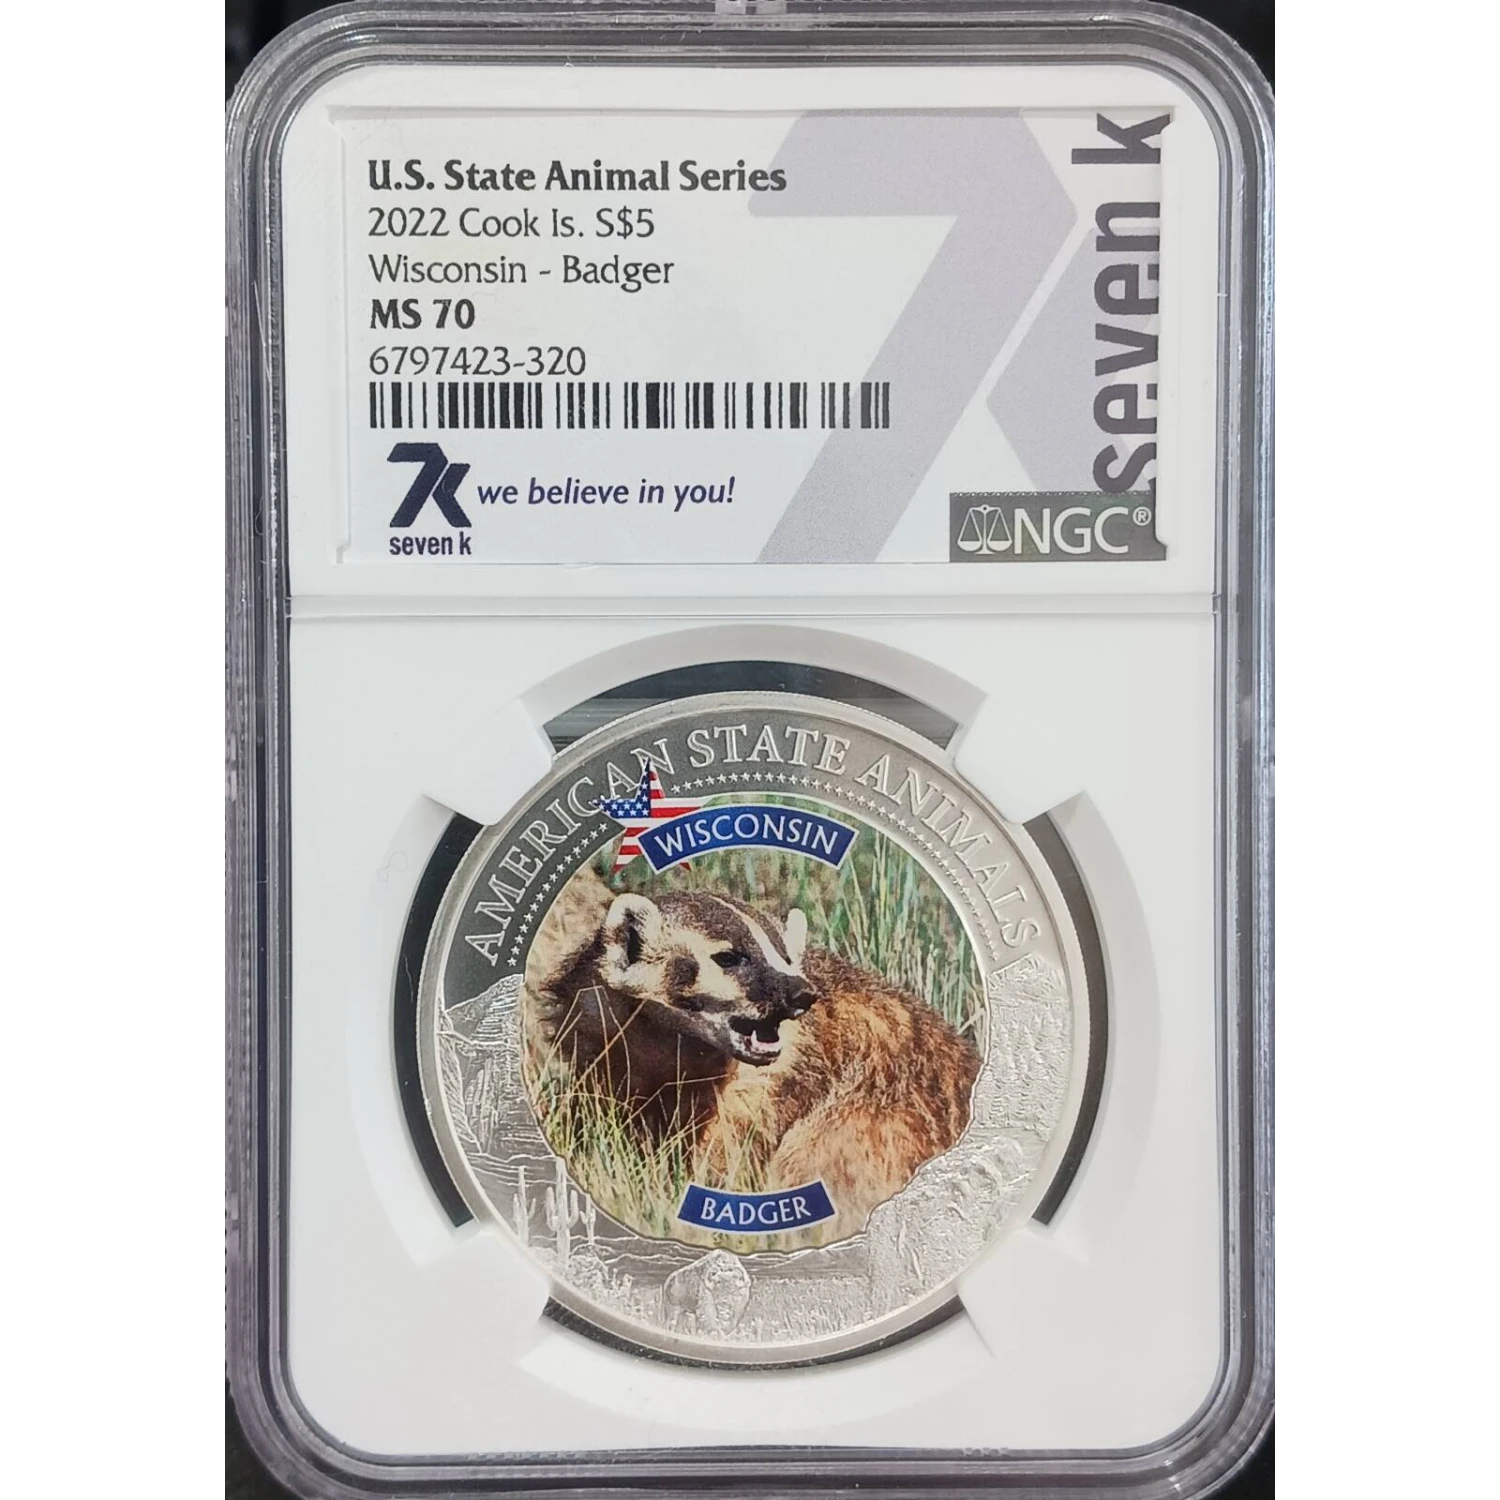 U.S. State Animal Series
2022 Cook Is. S$5
Wisconsin - Badger
MS 70
6797423-320
7k we believe in you!
seven k
seven k
NGC®
AMERICAN STATE ANIMALS
WISCONSIN
BADGER